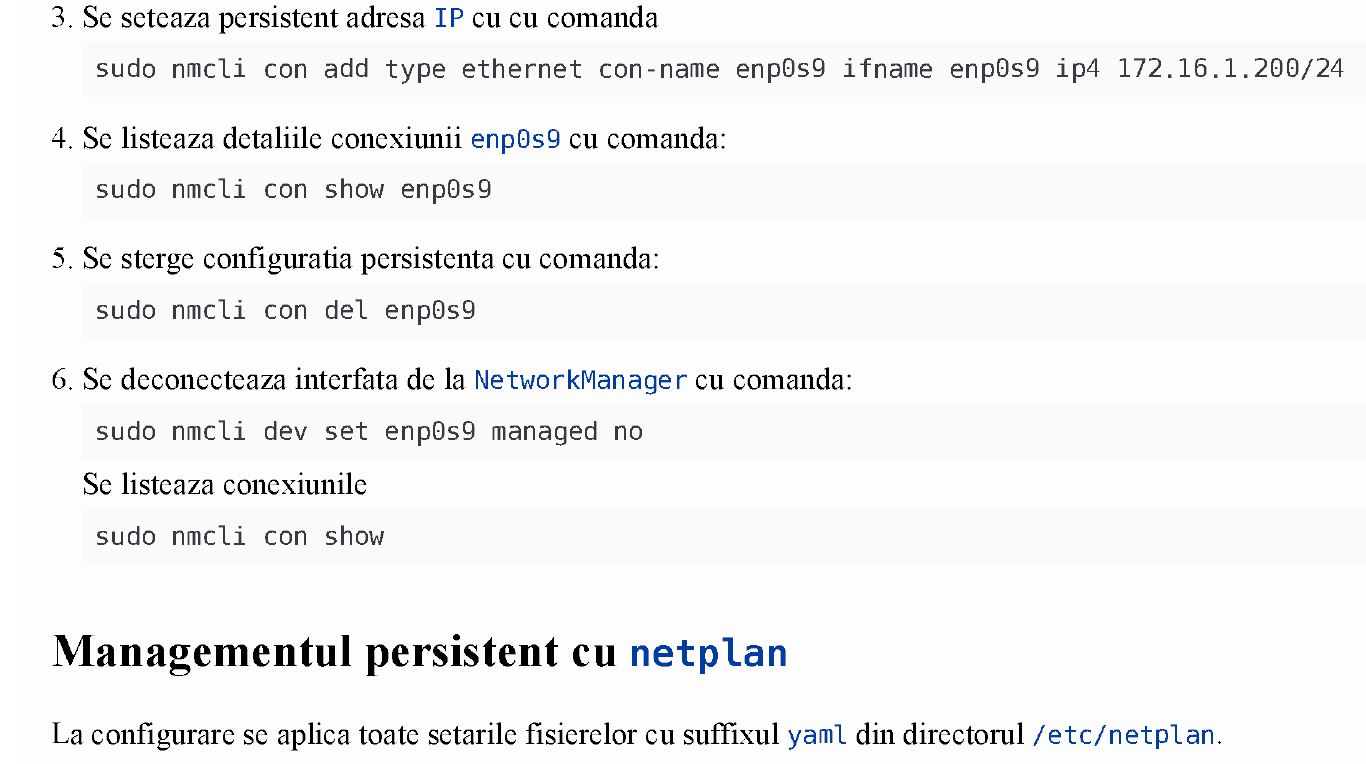 3. Se seteaza persistent adresa IP cu cu comanda
sudo nmcli con add type ethernet con-name enp0s9 ifname enp0s9 ip4 172.16.1.200/24
4. Se listeaza detaliile conexiunii enp0s9 cu comanda:
sudo nmcli con show enp0s9
5. Se sterge configuratia persistenta cu comanda:
sudo nmcli con del enp0s9
6. Se deconecteaza interfata de la NetworkManager cu comanda:
sudo nmcli dev set enp0s9 managed no
Se listeaza conexiunile
sudo nmcli con show
Managementul persistent cu netplan
La configurare se aplica toate setarile fisierelor cu suffixul yaml din directorul /etc/netplan.